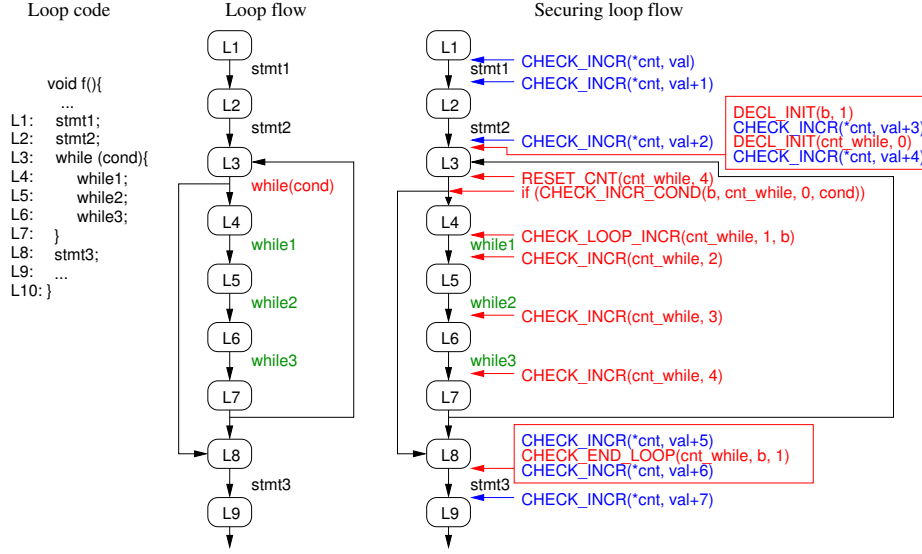 Loop code
void f(){
...
L1: stmt1;
L2: stmt2;
L3: while (cond){
L4: while1;
L5: while2;
L6: while3;
L7: }
L8: stmt3;
L9: ...
L10: }
Loop flow
L1
stmt1
L2
stmt2
L3
while(cond)
L4
while1
L5
while2
L6
while3
L7
L8
stmt3
L9
Securing loop flow
L1
CHECK_INCR(*cnt, val)
stmt1
CHECK_INCR(*cnt, val+1)
L2
DECL_INIT(b, 1)
CHECK_INCR(*cnt, val+3)
DECL_INIT(cnt_while, 0)
CHECK_INCR(*cnt, val+4)
stmt2
CHECK_INCR(*cnt, val+2)
L3
RESET_CNT(cnt_while, 4)
if (CHECK_INCR_COND(b, cnt_while, 0, cond))
L4
CHECK_LOOP_INCR(cnt_while, 1, b)
while1
CHECK_INCR(cnt_while, 2)
L5
while2
CHECK_INCR(cnt_while, 3)
L6
while3
CHECK_INCR(cnt_while, 4)
L7
CHECK_INCR(*cnt, val+5)
L8
CHECK_END_LOOP(cnt_while, b, 1)
CHECK_INCR(*cnt, val+6)
stmt3
CHECK_INCR(*cnt, val+7)
L9